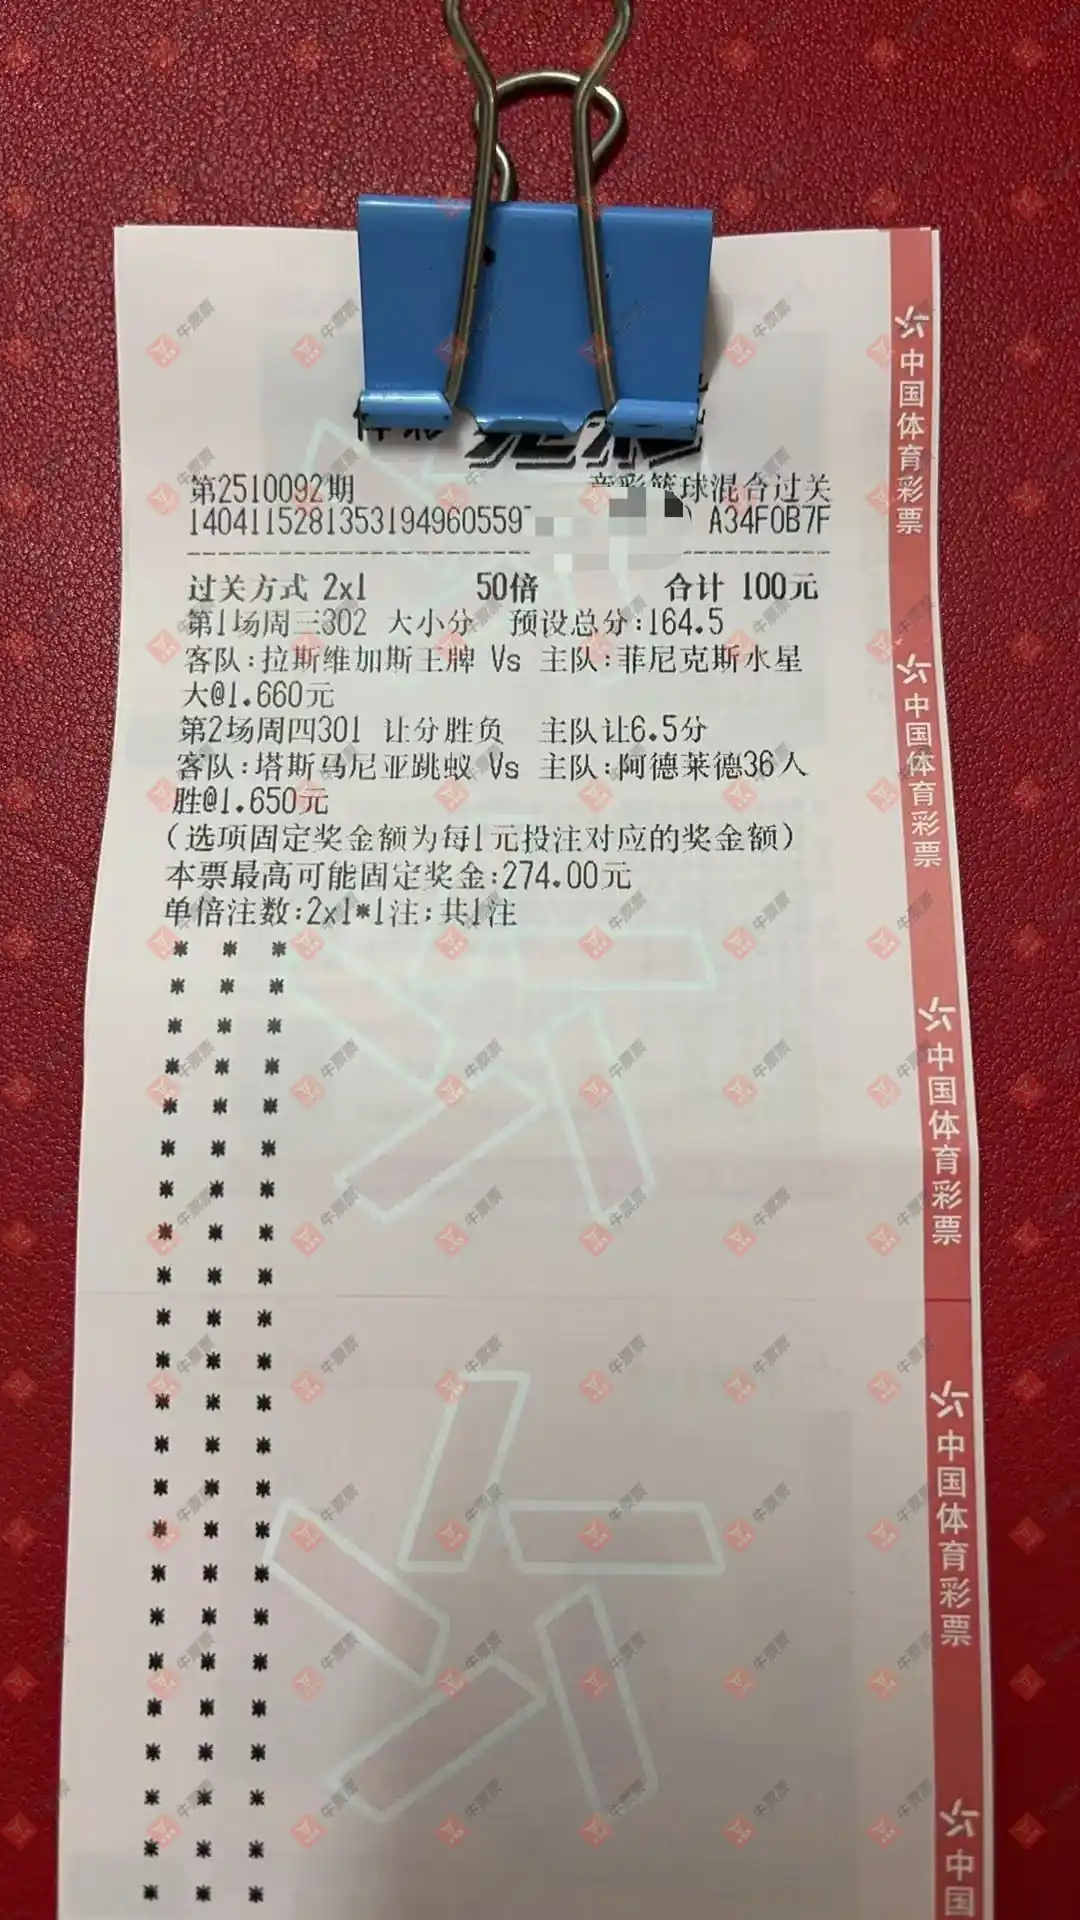 第2510092期 竞彩篮球混合过关
1404115281353194960559 A34F0B7F
过关方式 2x1 50倍 合计 100元
第1场周三302 大小分 预设总分:164.5
客队:拉斯维加斯王牌 Vs 主队:菲尼克斯水星
大@1.660元
第2场周四301 让分胜负 主队让6.5分
客队:塔斯马尼亚跳蚁 Vs 主队:阿德莱德36人
胜@1.650元
(选项固定奖金额为每1元投注对应的奖金额)
本票最高可能固定奖金:274.00元
单倍注数:2x1*1注;共1注
中国体育彩票
中国体育彩票
中国体育彩票
中国体育彩票
中国
牛票票